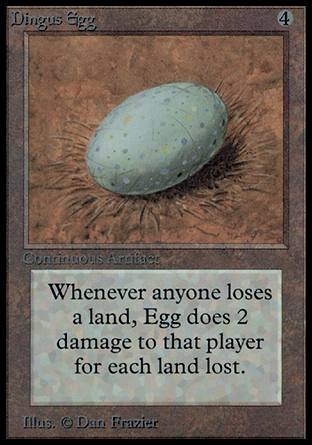 Dingus Egg 4
Continuous Artifact
Whenever anyone loses
a land, Egg does 2
damage to that player
for each land lost.
Illus. © Dan Frazier